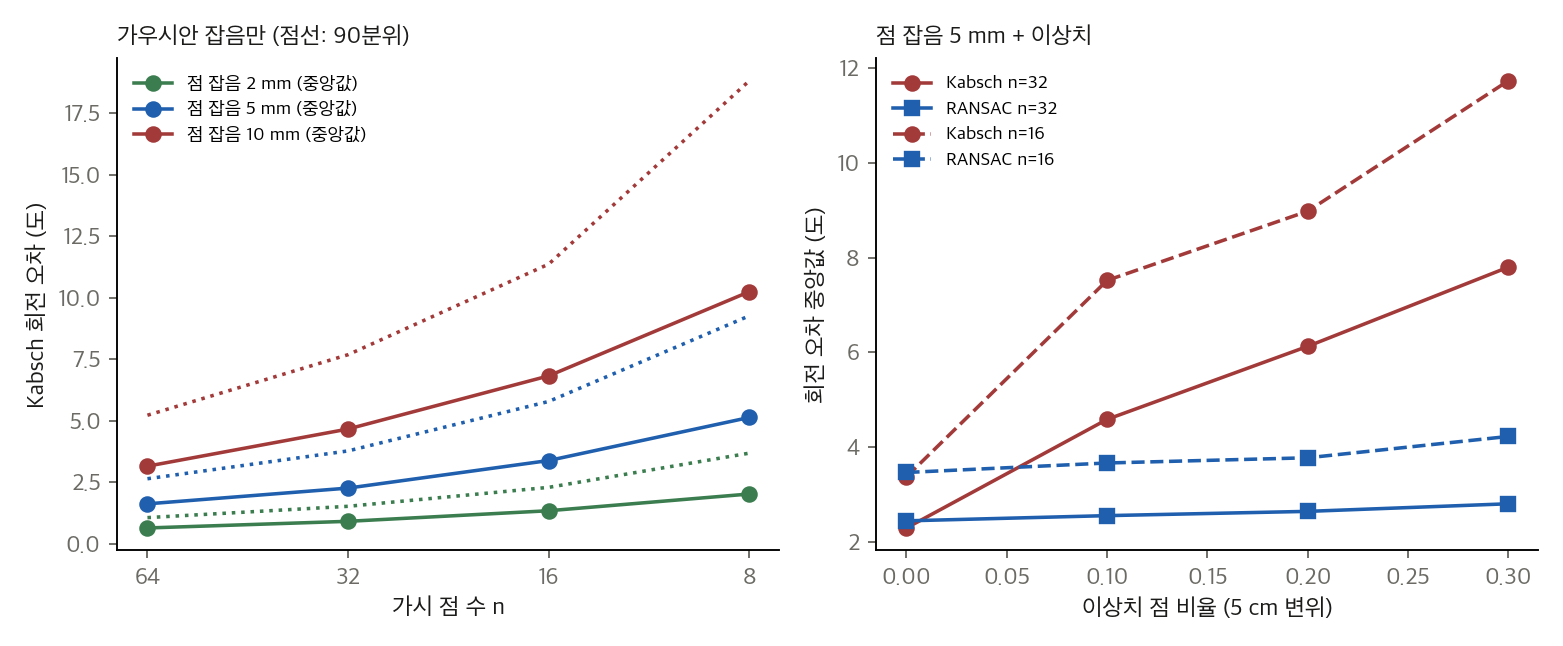 가우시안 잡음만 (점선: 90분위)
점 잡음 2 mm (중앙값)
점 잡음 5 mm (중앙값)
점 잡음 10 mm (중앙값)
Kabsch 회전 오차 (도)
17.5
15.0
12.5
10.0
7.5
5.0
2.5
0.0
64
32
16
8
가시 점 수 n
점 잡음 5 mm + 이상치
Kabsch n=32
RANSAC n=32
Kabsch n=16
RANSAC n=16
회전 오차 중앙값 (도)
12
10
8
6
4
2
0.00
0.05
0.10
0.15
0.20
0.25
0.30
이상치 점 비율 (5 cm 변위)